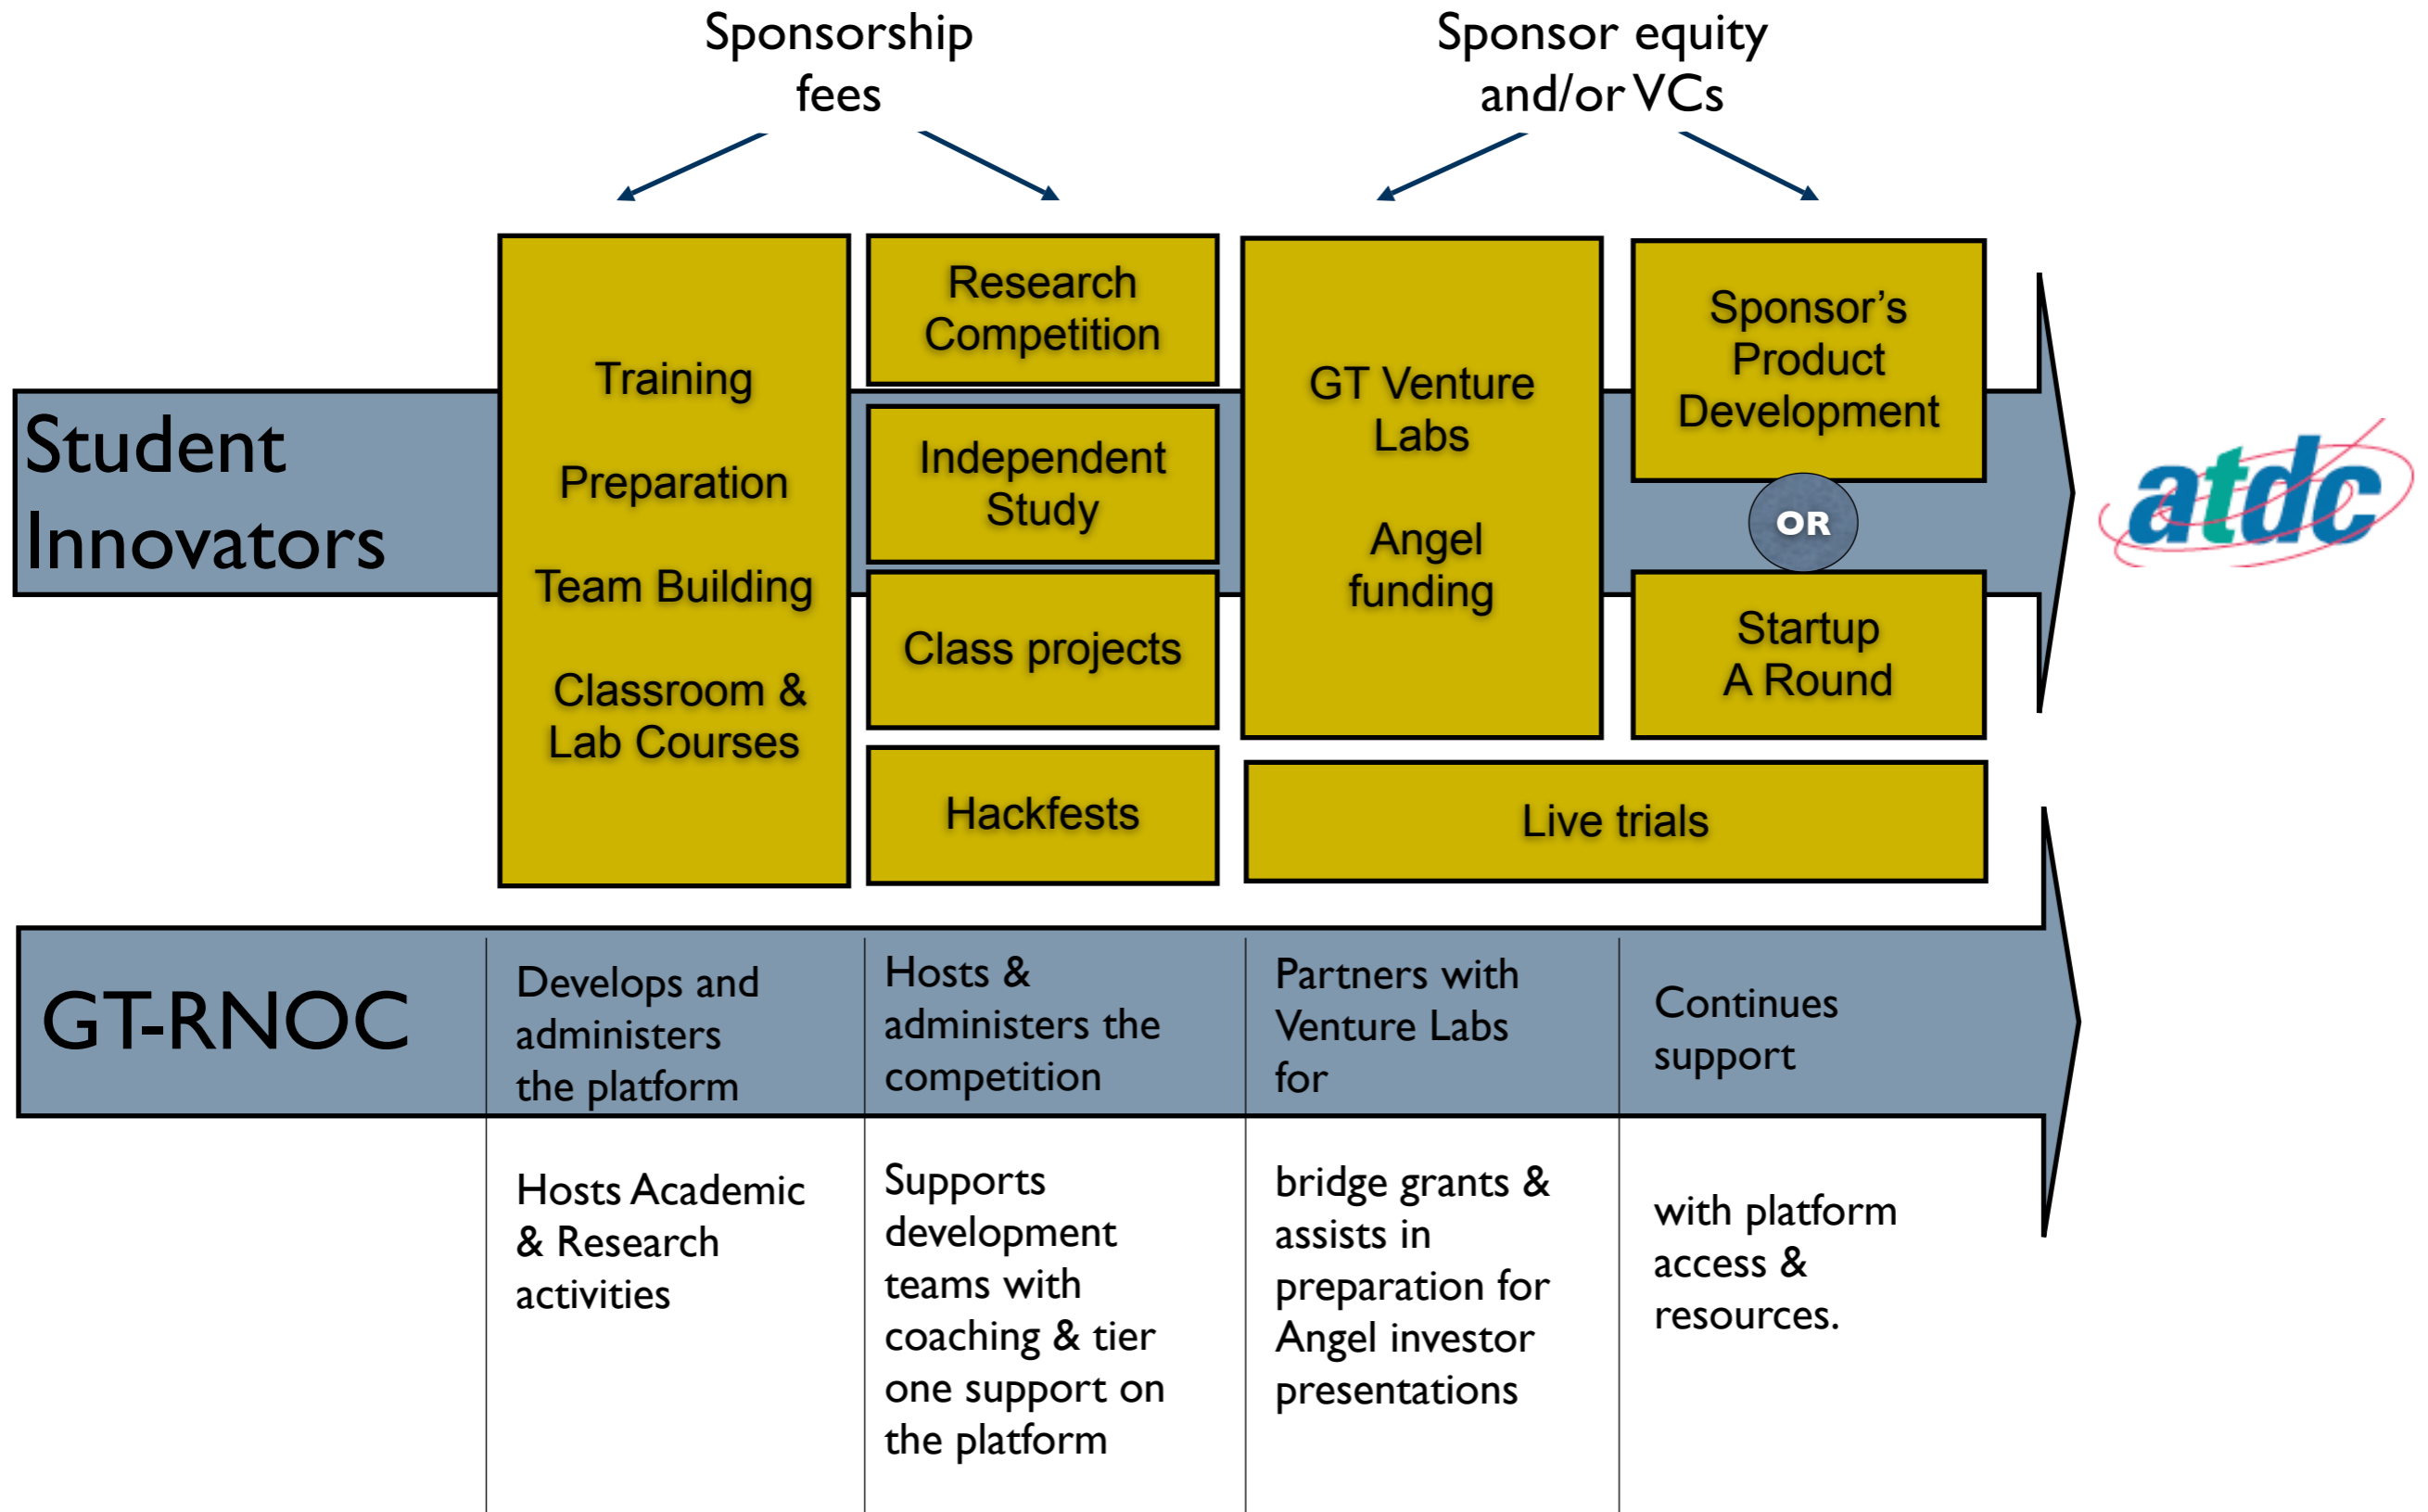 Sponsorship
fees
Sponsor equity
and/or VCs
Student
Innovators
Training
Preparation
Team Building
Classroom &
Lab Courses
Research
Competition
Independent
Study
Class projects
Hackfests
GT Venture
Labs
Angel
funding
Sponsor's
Product
Development
OR
Startup
A Round
Live trials
atdc
GT-RNOC
Develops and
administers
the platform
Hosts Academic
& Research
activities
Hosts &
administers the
competition
Supports
development
teams with
coaching & tier
one support on
the platform
Partners with
Venture Labs
for
bridge grants &
assists in
preparation for
Angel investor
presentations
Continues
support
with platform
access &
resources.